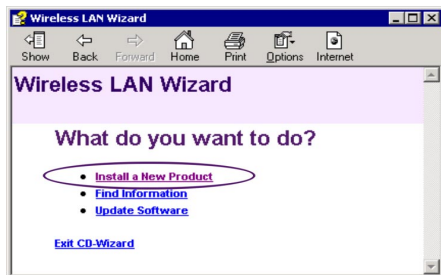 Wireless LAN Wizard
Show Back Forward Home Print Options Internet
Wireless LAN Wizard
What do you want to do?
Install a New Product
Find Information
Update Software
Exit CD-Wizard